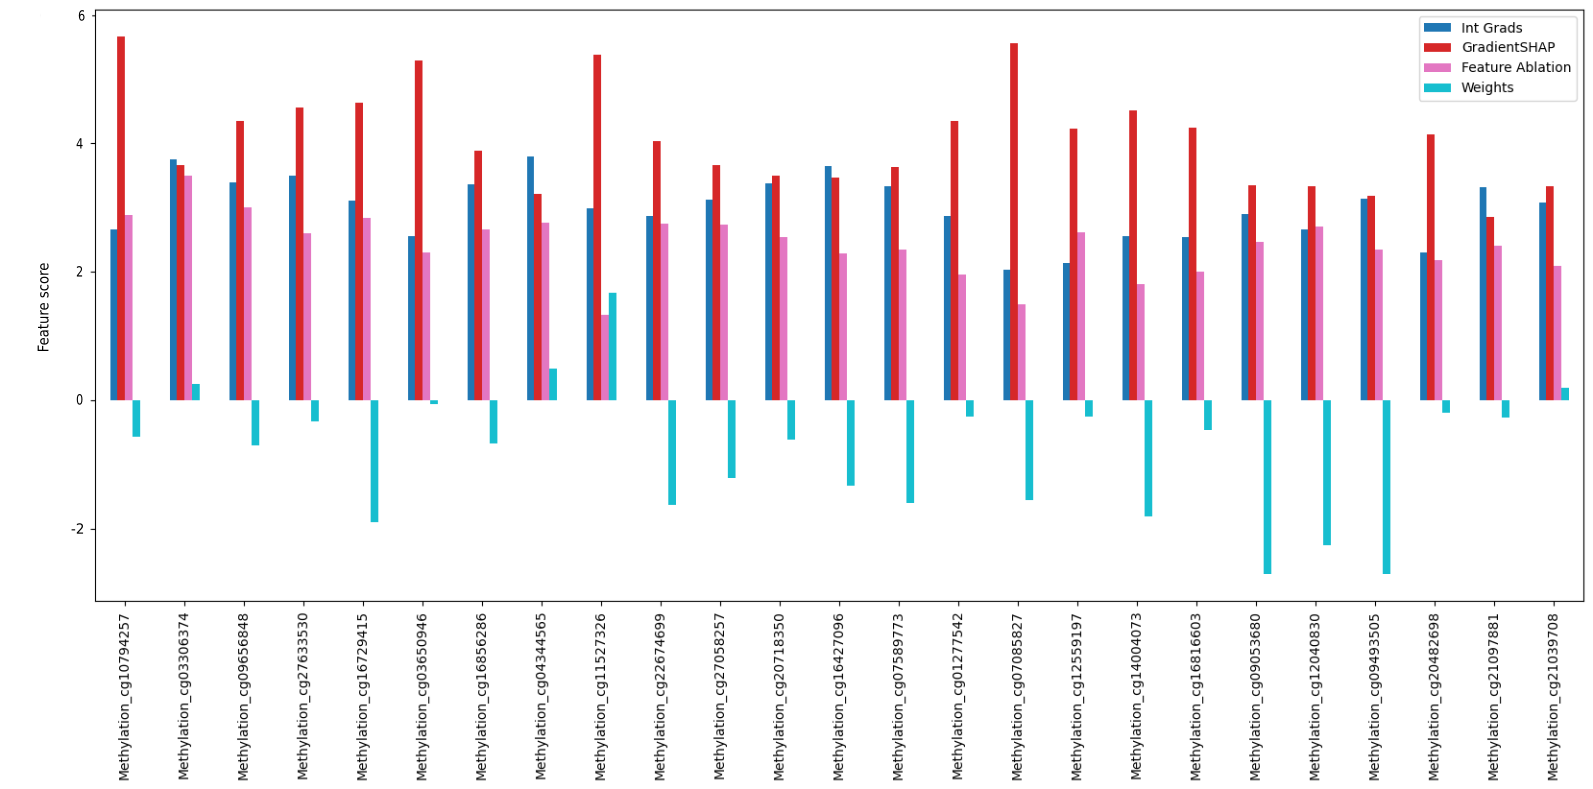 Int Grads
GradientSHAP
Feature Ablation
Weights
Feature score
6
4
2
0
-2
Methylation_cg10794257
Methylation_cg03306374
Methylation_cg09656848
Methylation_cg27633530
Methylation_cg16729415
Methylation_cg03650946
Methylation_cg16856286
Methylation_cg04344565
Methylation_cg11527326
Methylation_cg22674699
Methylation_cg27058257
Methylation_cg20718350
Methylation_cg16427096
Methylation_cg07589773
Methylation_cg01277542
Methylation_cg07085827
Methylation_cg12559197
Methylation_cg14004073
Methylation_cg16816603
Methylation_cg09053680
Methylation_cg12040830
Methylation_cg09493505
Methylation_cg20482698
Methylation_cg21097881
Methylation_cg21039708